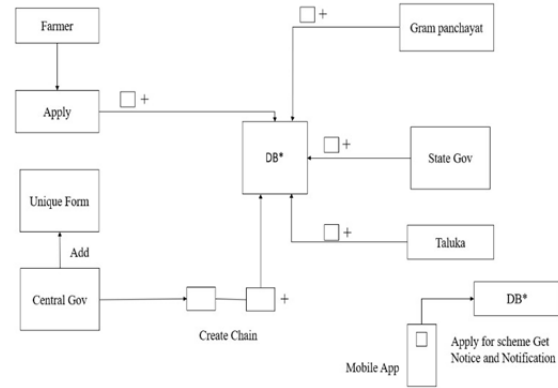 Farmer
+
Gram panchayat
Apply
+
DB*
+
State Gov
Unique Form
+
Taluka
Add
Central Gov
+
DB*
Create Chain
Mobile App
Apply for scheme Get
Notice and Notification